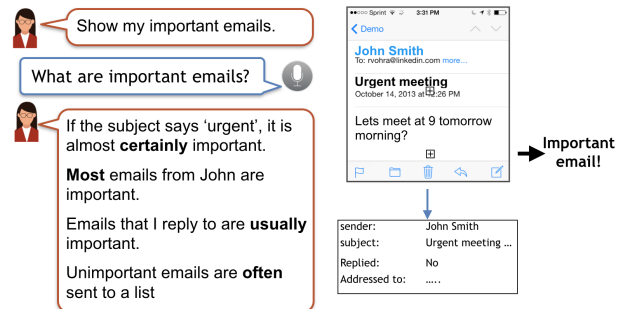 Show my important emails.
What are important emails?
If the subject says ‘urgent’, it is
almost certainly important.
Most emails from John are
important.
Emails that I reply to are usually
important.
Unimportant emails are often
sent to a list
Sprint 3:31 PM
Demo
John Smith
To: rvohra@linkedin.com more...
Urgent meeting
October 14, 2013 at 12:26 PM
Lets meet at 9 tomorrow
morning?
Important
email!
sender: John Smith
subject: Urgent meeting ...
Replied: No
Addressed to: .....